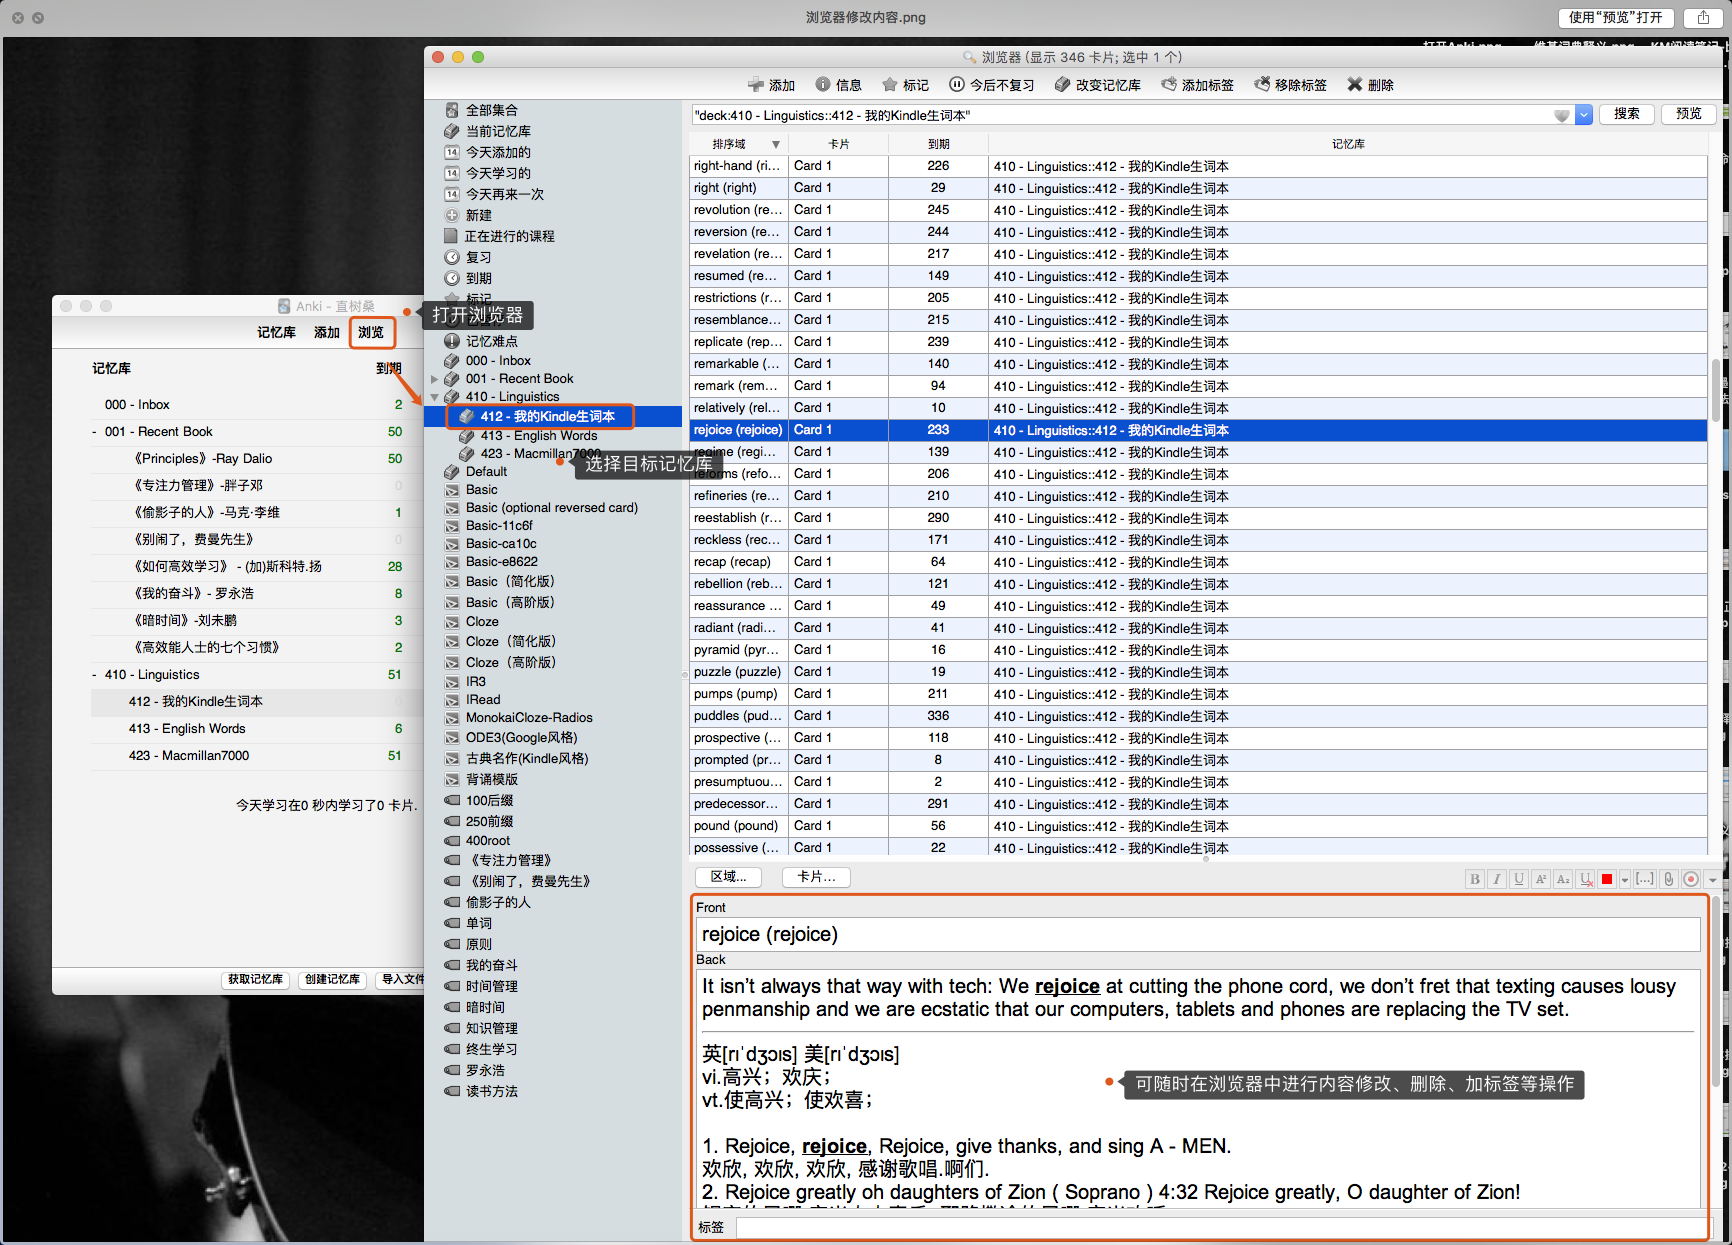 浏览器修改内容.png
使用“预览”打开
浏览器 (显示 346 卡片; 选中 1 个)
添加 信息 标记 今后不复习 改变记忆库 添加标签 移除标签 删除
全部集合
当前记忆库
今天添加的
今天学习的
今天再来一次
新建
正在进行的课程
复习
到期
标记
记忆难点
000 - Inbox
001 - Recent Book
410 - Linguistics
412 - 我的Kindle生词本
413 - English Words
423 - Macmillan7000
Default
Basic
Basic (optional reversed card)
Basic-11c6f
Basic-ca10c
Basic-e8622
Basic（简化版）
Basic（高阶版）
Cloze
Cloze（简化版）
Cloze（高阶版）
IR3
IRead
MonokaiCloze-Radios
ODE3(Google风格)
古典名作(Kindle风格)
背诵模版
100后缀
250前缀
400root
《专注力管理》
《别闹了，费曼先生》
偷影子的人
单词
原则
我的奋斗
时间管理
暗时间
知识管理
终生学习
罗永浩
读书方法
打开浏览器
选择目标记忆库
Anki - 直树桑
记忆库 添加 浏览
记忆库 到期
000 - Inbox 2
- 001 - Recent Book 50
《Principles》-Ray Dalio 50
《专注力管理》-胖子邓 0
《偷影子的人》-马克·李维 1
《别闹了，费曼先生》 0
《如何高效学习》 - (加)斯科特.扬 28
《我的奋斗》- 罗永浩 8
《暗时间》-刘未鹏 3
《高效能人士的七个习惯》 2
- 410 - Linguistics 51
412 - 我的Kindle生词本 0
413 - English Words 6
423 - Macmillan7000 51
今天学习在0 秒内学习了0 卡片.
获取记忆库 创建记忆库 导入文件
"deck:410 - Linguistics::412 - 我的Kindle生词本"
搜索 预览
排序域 卡片 到期 记忆库
right-hand (ri... Card 1 226 410 - Linguistics::412 - 我的Kindle生词本
right (right) Card 1 29 410 - Linguistics::412 - 我的Kindle生词本
revolution (re... Card 1 245 410 - Linguistics::412 - 我的Kindle生词本
reversion (re... Card 1 244 410 - Linguistics::412 - 我的Kindle生词本
revelation (re... Card 1 217 410 - Linguistics::412 - 我的Kindle生词本
resumed (re... Card 1 149 410 - Linguistics::412 - 我的Kindle生词本
restrictions (r... Card 1 205 410 - Linguistics::412 - 我的Kindle生词本
resemblance... Card 1 215 410 - Linguistics::412 - 我的Kindle生词本
replicate (rep... Card 1 239 410 - Linguistics::412 - 我的Kindle生词本
remarkable (... Card 1 140 410 - Linguistics::412 - 我的Kindle生词本
remark (rem... Card 1 94 410 - Linguistics::412 - 我的Kindle生词本
relatively (rel... Card 1 10 410 - Linguistics::412 - 我的Kindle生词本
rejoice (rejoice) Card 1 233 410 - Linguistics::412 - 我的Kindle生词本
regime (regi... Card 1 139 410 - Linguistics::412 - 我的Kindle生词本
reforms (refo... Card 1 206 410 - Linguistics::412 - 我的Kindle生词本
refineries (re... Card 1 210 410 - Linguistics::412 - 我的Kindle生词本
reestablish (r... Card 1 290 410 - Linguistics::412 - 我的Kindle生词本
reckless (rec... Card 1 171 410 - Linguistics::412 - 我的Kindle生词本
recap (recap) Card 1 64 410 - Linguistics::412 - 我的Kindle生词本
rebellion (reb... Card 1 121 410 - Linguistics::412 - 我的Kindle生词本
reassurance ... Card 1 49 410 - Linguistics::412 - 我的Kindle生词本
radiant (radi... Card 1 41 410 - Linguistics::412 - 我的Kindle生词本
pyramid (pyr... Card 1 16 410 - Linguistics::412 - 我的Kindle生词本
puzzle (puzzle) Card 1 19 410 - Linguistics::412 - 我的Kindle生词本
pumps (pump) Card 1 211 410 - Linguistics::412 - 我的Kindle生词本
puddles (pud... Card 1 336 410 - Linguistics::412 - 我的Kindle生词本
prospective (... Card 1 118 410 - Linguistics::412 - 我的Kindle生词本
prompted (pr... Card 1 8 410 - Linguistics::412 - 我的Kindle生词本
presumptuou... Card 1 2 410 - Linguistics::412 - 我的Kindle生词本
predecessor... Card 1 291 410 - Linguistics::412 - 我的Kindle生词本
pound (pound) Card 1 56 410 - Linguistics::412 - 我的Kindle生词本
possessive (... Card 1 22 410 - Linguistics::412 - 我的Kindle生词本
区域... 卡片...
Front
rejoice (rejoice)
Back
It isn’t always that way with tech: We rejoice at cutting the phone cord, we don’t fret that texting causes lousy
penmanship and we are ecstatic that our computers, tablets and phones are replacing the TV set.
英[rɪˈdʒɔɪs] 美[rɪˈdʒɔɪs]
vi.高兴；欢庆；
vt.使高兴；使欢喜；
可随时在浏览器中进行内容修改、删除、加标签等操作
1. Rejoice, rejoice, Rejoice, give thanks, and sing A - MEN.
欢欣, 欢欣, 欢欣, 感谢歌唱.啊们.
2. Rejoice greatly oh daughters of Zion ( Soprano ) 4:32 Rejoice greatly, O daughter of Zion!
标签